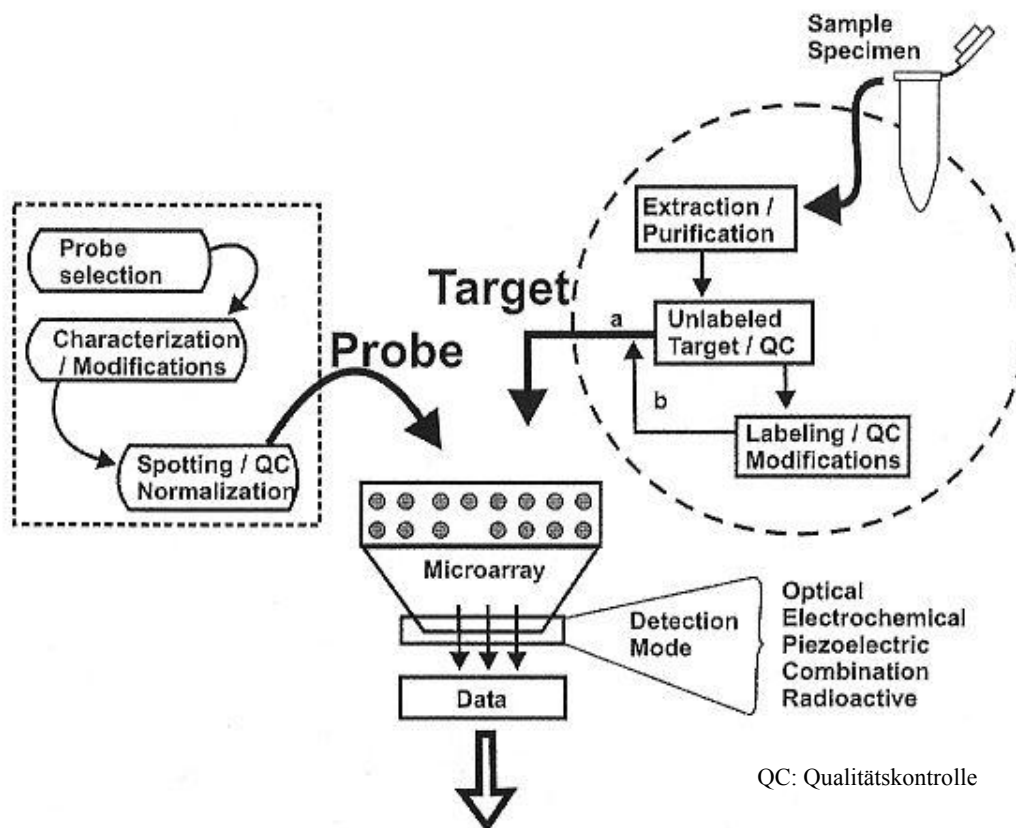 Sample
Specimen
Extraction /
Purification
Probe
selection
Target
a
Unlabeled
Target / QC
Characterization
/ Modifications
Probe
b
Labeling / QC
Modifications
Spotting / QC
Normalization
Microarray
Detection
Mode
Optical
Electrochemical
Piezoelectric
Combination
Radioactive
Data
QC: Qualitätskontrolle